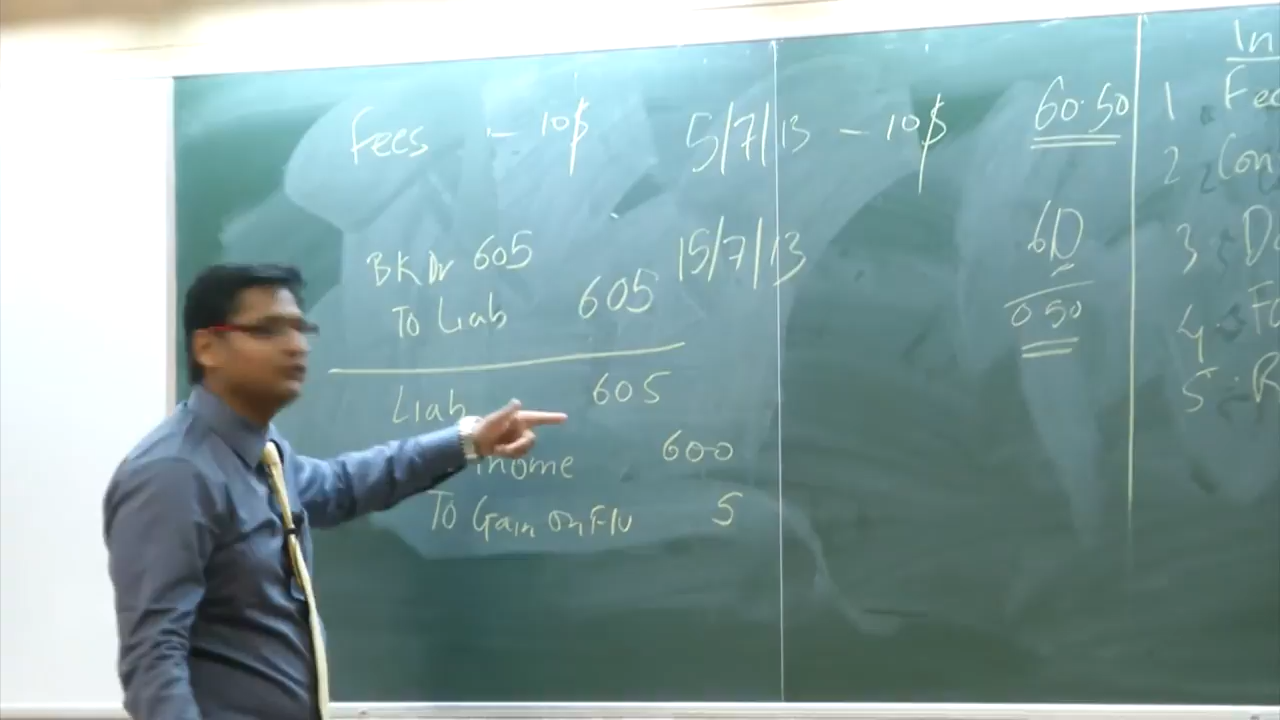 Fees - 10$ 5/7/13 - 10$ 60.50
BK Dr 605 15/7/13 60
To Liab 605 0.50
Liab 605
Income 600
To Gain on F/V 5
In
1 Fee
2 Con
3 D
4 Fo
5 R